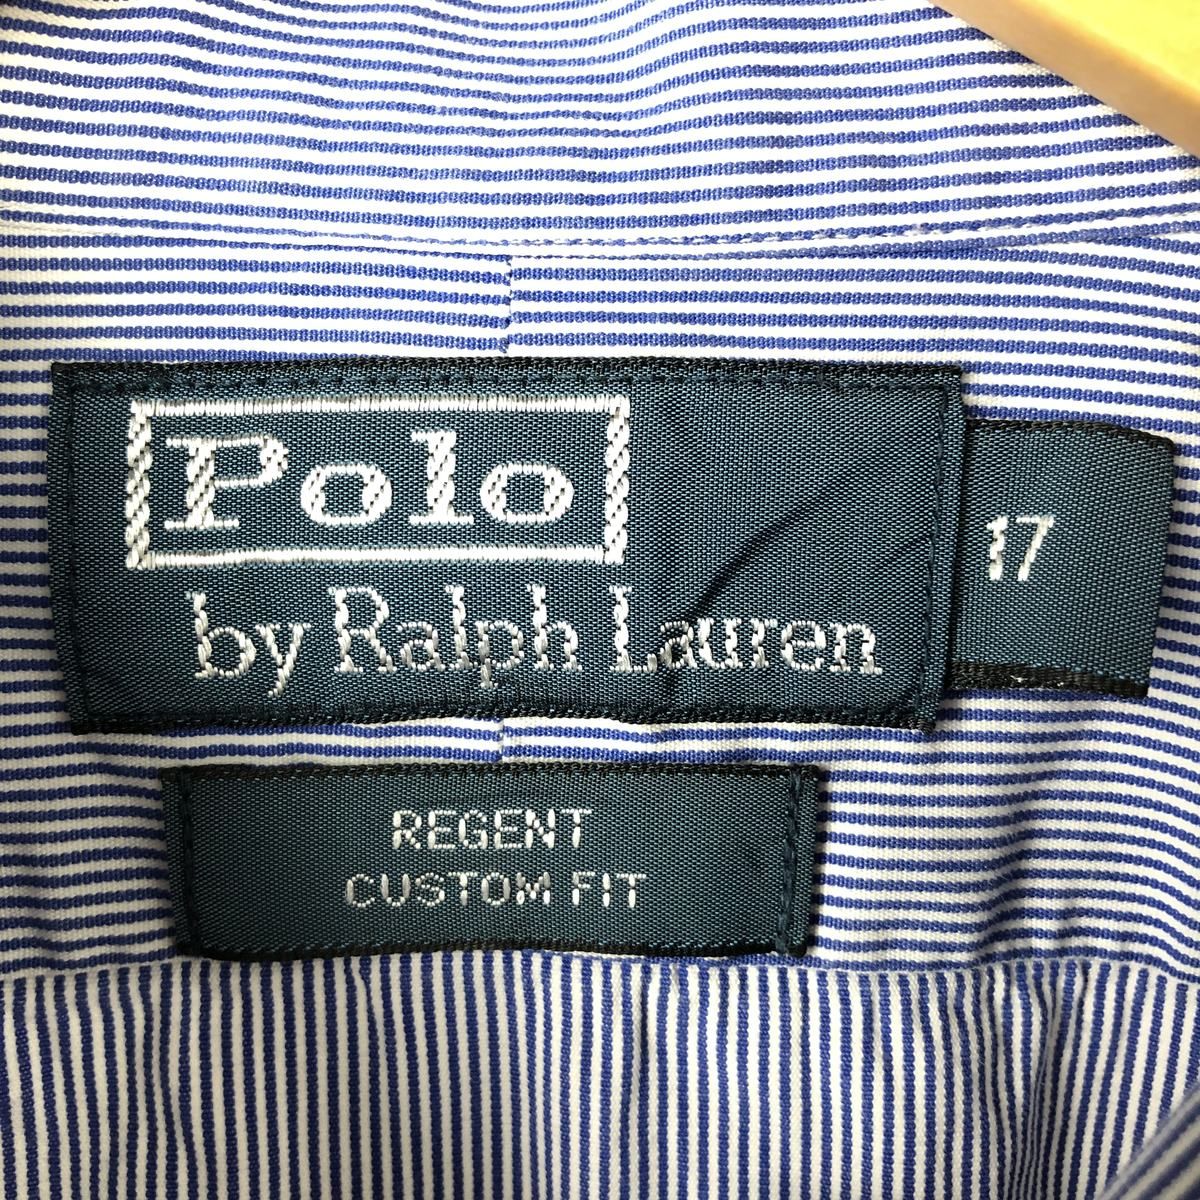 Polo
by Ralph Lauren
17
REGENT
CUSTOM FIT